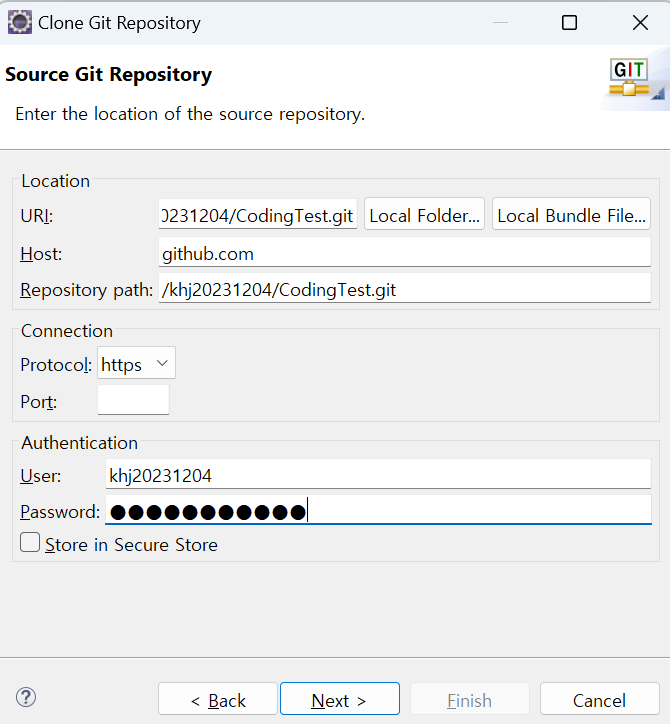 Clone Git Repository
Source Git Repository
GIT
Enter the location of the source repository.
Location
URI: 0231204/CodingTest.git Local Folder... Local Bundle File...
Host: github.com
Repository path: /khj20231204/CodingTest.git
Connection
Protocol: https
Port:
Authentication
User: khj20231204
Password: ●●●●●●●●●●●
Store in Secure Store
? < Back Next > Finish Cancel